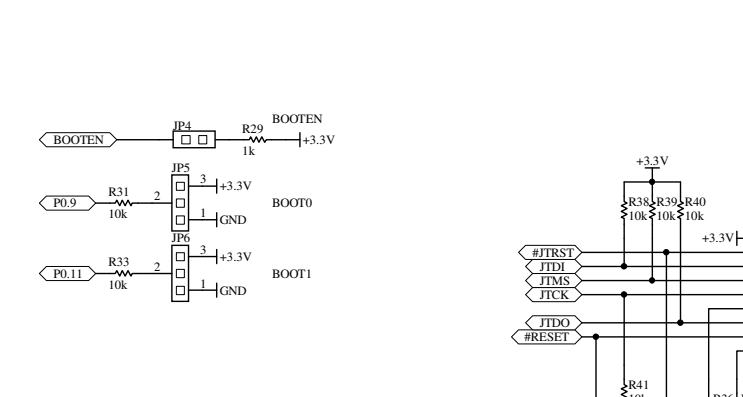 BOOTEN
JP4
R29
1k
BOOTEN
+3.3V
JP5
P0.9
R31
10k
2
3
+3.3V
1
GND
BOOT0
JP6
P0.11
R33
10k
2
3
+3.3V
1
GND
BOOT1
+3.3V
R38 R39 R40
10k 10k 10k
+3.3V
#JTRST
JTDI
JTMS
JTCK
JTDO
#RESET
R41